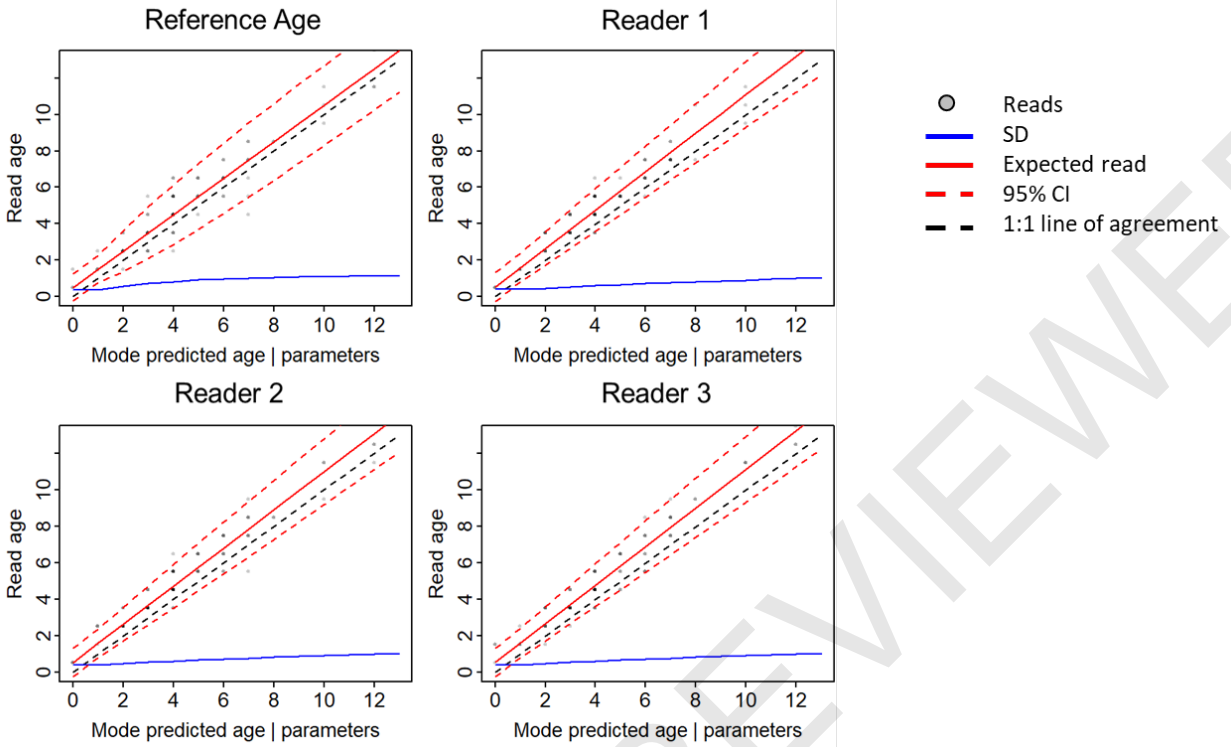 Reference Age
Reader 1
Read age
0 2 4 6 8 10
0 2 4 6 8 10 12
Mode predicted age | parameters
Read age
0 2 4 6 8 10
0 2 4 6 8 10 12
Mode predicted age | parameters
Reads
SD
Expected read
95% CI
1:1 line of agreement
Reader 2
Reader 3
Read age
0 2 4 6 8 10
0 2 4 6 8 10 12
Mode predicted age | parameters
Read age
0 2 4 6 8 10
0 2 4 6 8 10 12
Mode predicted age | parameters
REVIEWE